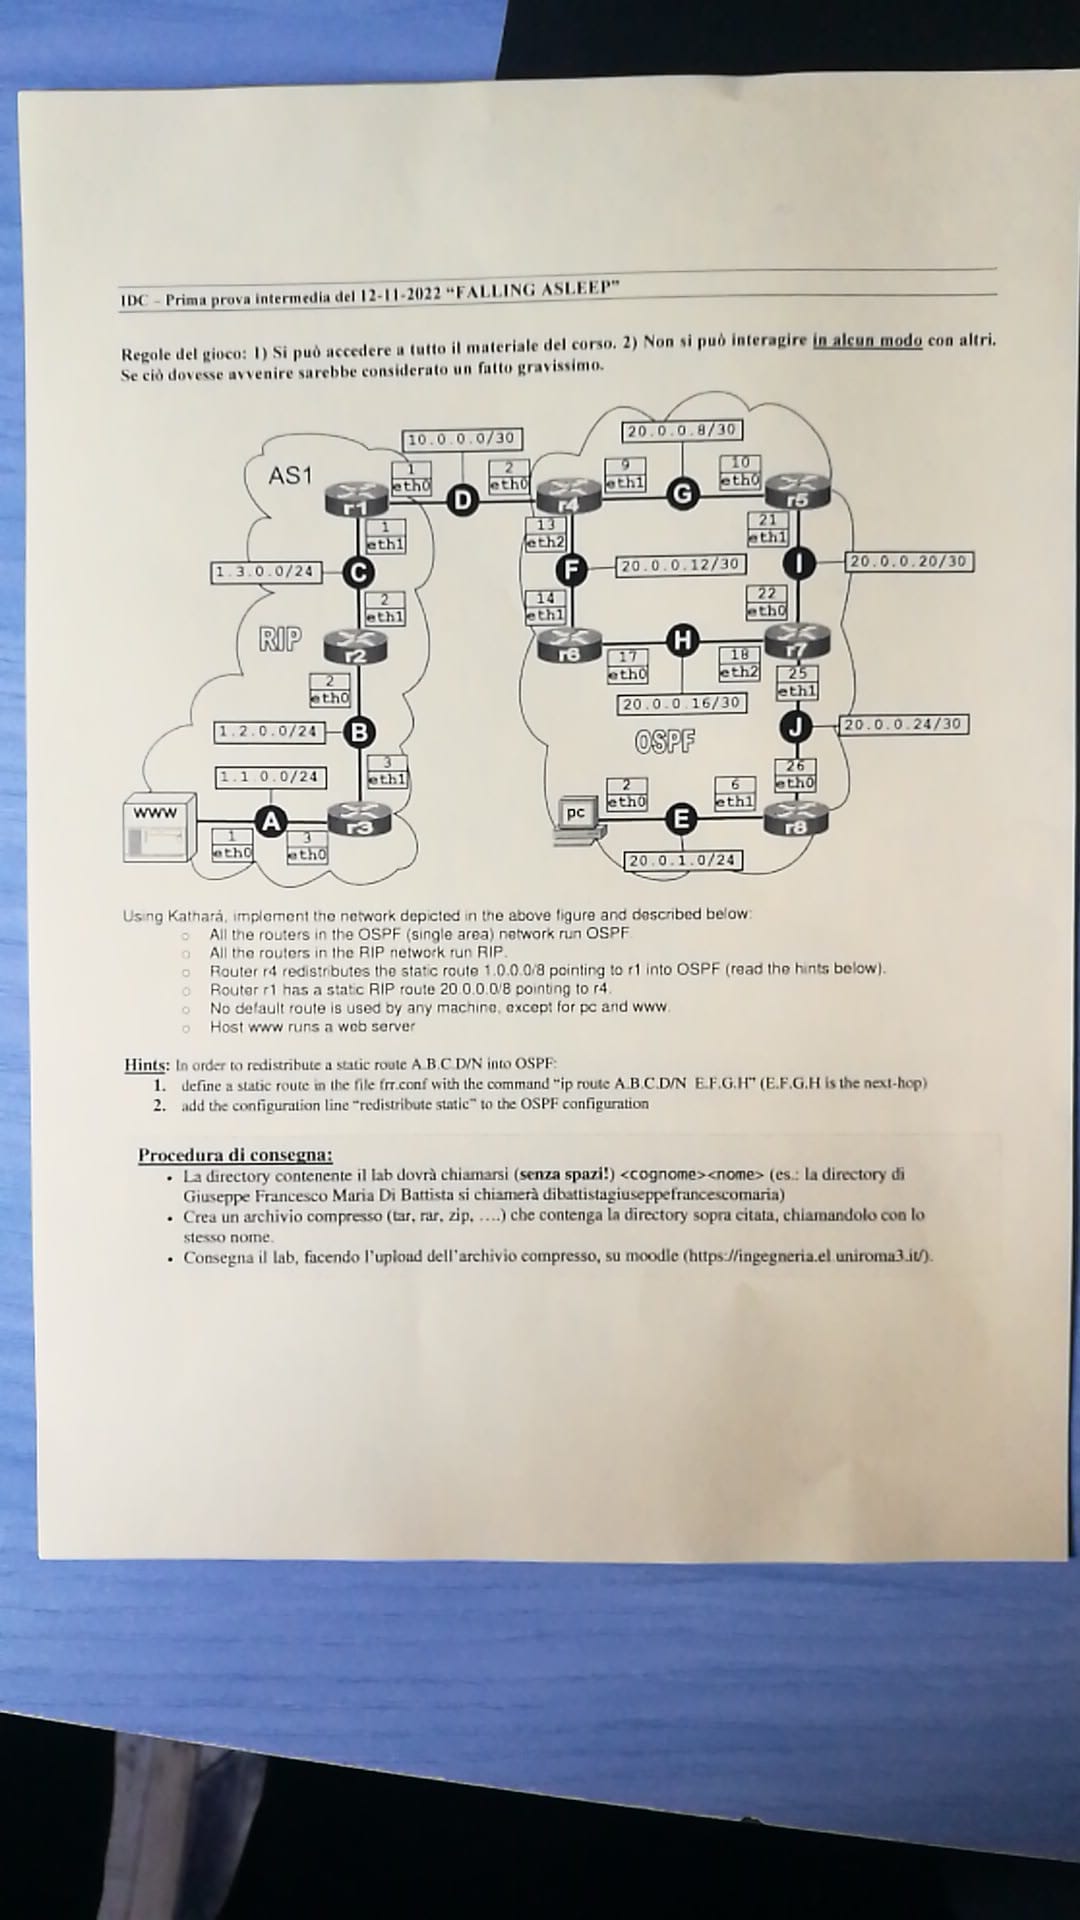 IDC - Prima prova intermedia del 12-11-2022 "FALLING ASLEEP"
Regole del gioco: 1) Si può accedere a tutto il materiale del corso. 2) Non si può interagire in alcun modo con altri.
Se ciò dovesse avvenire sarebbe considerato un fatto gravissimo.
10.0.0.0/30
20.0.0.8/30
AS1
1
eth0
2
eth0
9
eth1
10
eth0
r1
D
r4
G
r5
1
eth1
13
eth2
21
eth1
1.3.0.0/24
C
F
20.0.0.12/30
I
20.0.0.20/30
2
eth1
14
eth1
22
eth0
RIP
r2
r6
H
r7
17
eth0
18
eth2
2
eth0
25
eth1
20.0.0.16/30
1.2.0.0/24
B
OSPF
J
20.0.0.24/30
1.1.0.0/24
3
eth1
2
eth0
6
eth1
26
eth0
www
A
r3
pc
E
r8
1
eth0
3
eth0
20.0.1.0/24
Using Kathará, implement the network depicted in the above figure and described below:
o All the routers in the OSPF (single area) network run OSPF.
o All the routers in the RIP network run RIP.
o Router r4 redistributes the static route 1.0.0.0/8 pointing to r1 into OSPF (read the hints below).
o Router r1 has a static RIP route 20.0.0.0/8 pointing to r4.
o No default route is used by any machine, except for pc and www.
o Host www runs a web server
Hints: In order to redistribute a static route A.B.C.D/N into OSPF:
1. define a static route in the file frr.conf with the command "ip route A.B.C.D/N E.F.G.H" (E.F.G.H is the next-hop)
2. add the configuration line "redistribute static" to the OSPF configuration
Procedura di consegna:
• La directory contenente il lab dovrà chiamarsi (senza spazi!) <cognome><nome> (es.: la directory di
Giuseppe Francesco Maria Di Battista si chiamerà dibattistagiuseppefrancescomaria)
• Crea un archivio compresso (tar, rar, zip, ....) che contenga la directory sopra citata, chiamandolo con lo
stesso nome.
• Consegna il lab, facendo l'upload dell'archivio compresso, su moodle (https://ingegneria.el.uniroma3.it/).